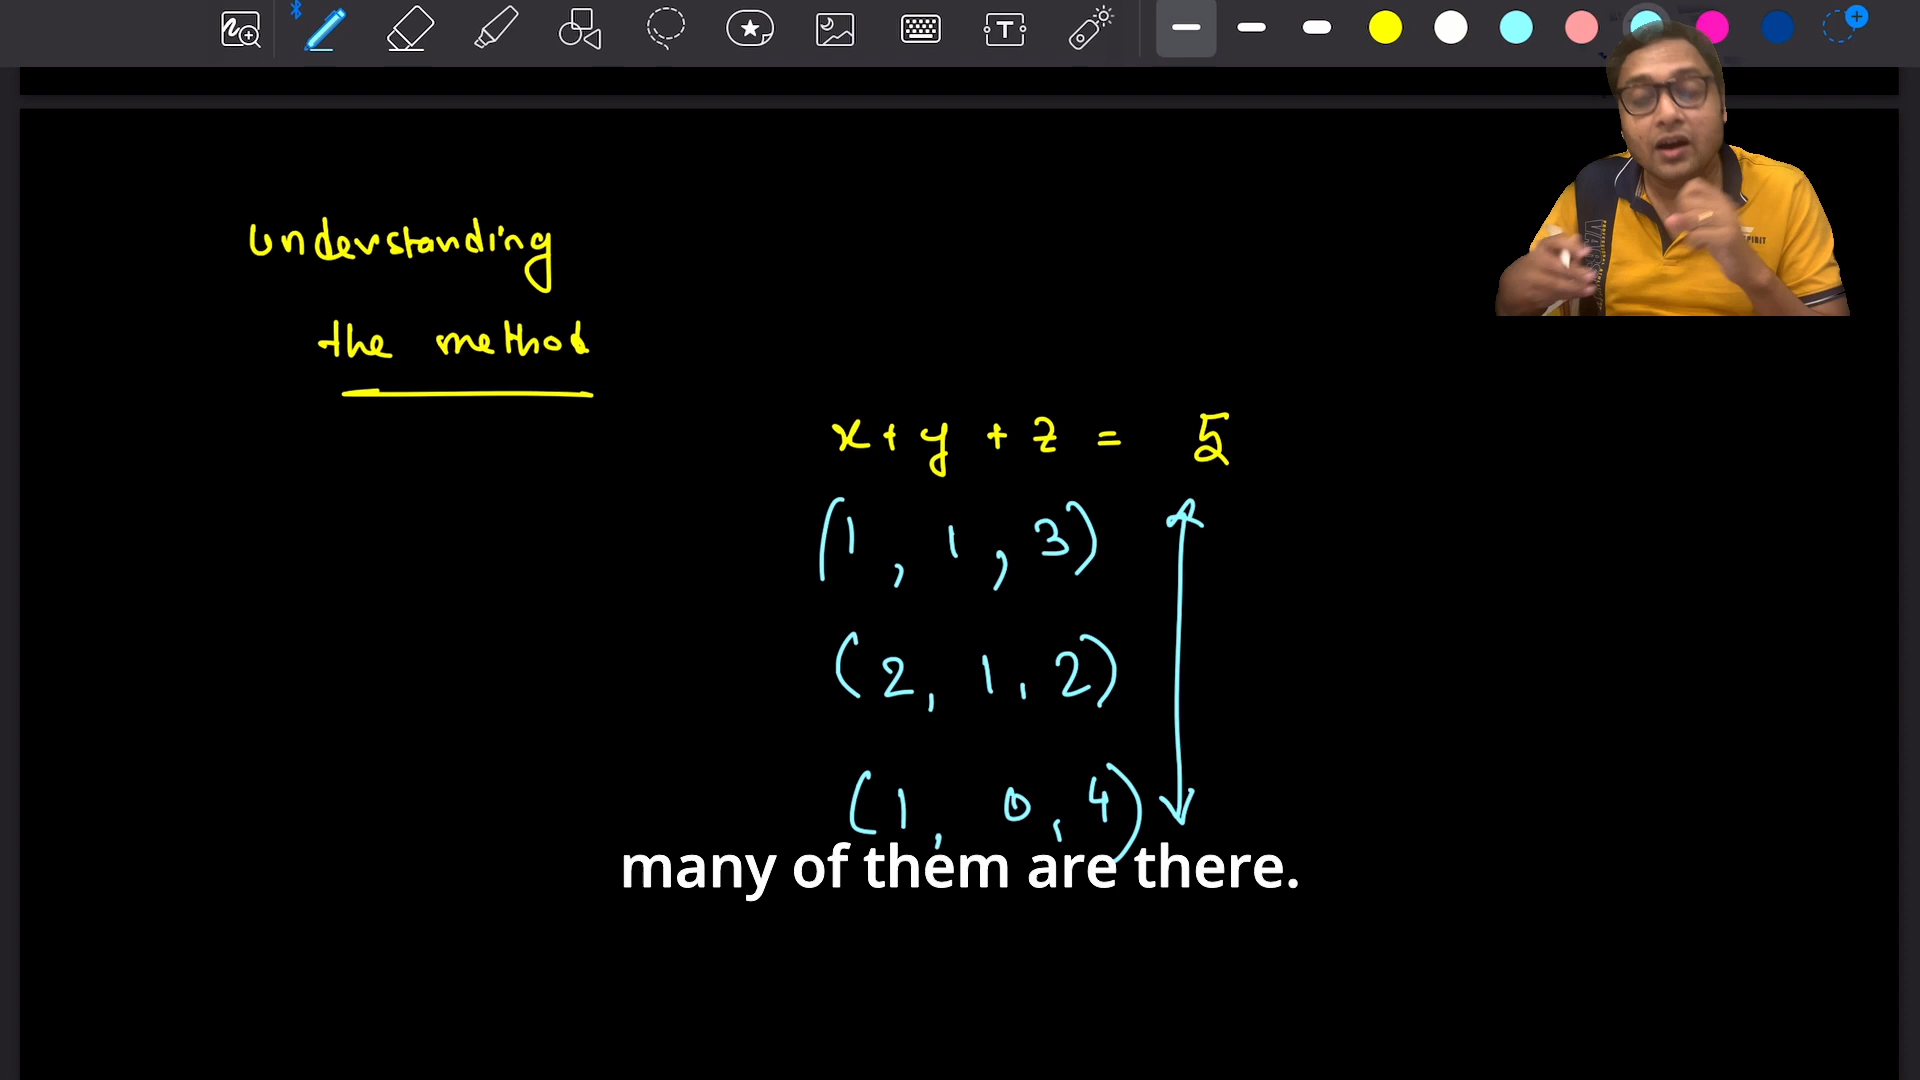 understanding
the method
x + y + z = 5
(1, 1, 3)
(2, 1, 2)
(1, 0, 4)
many of them are there.